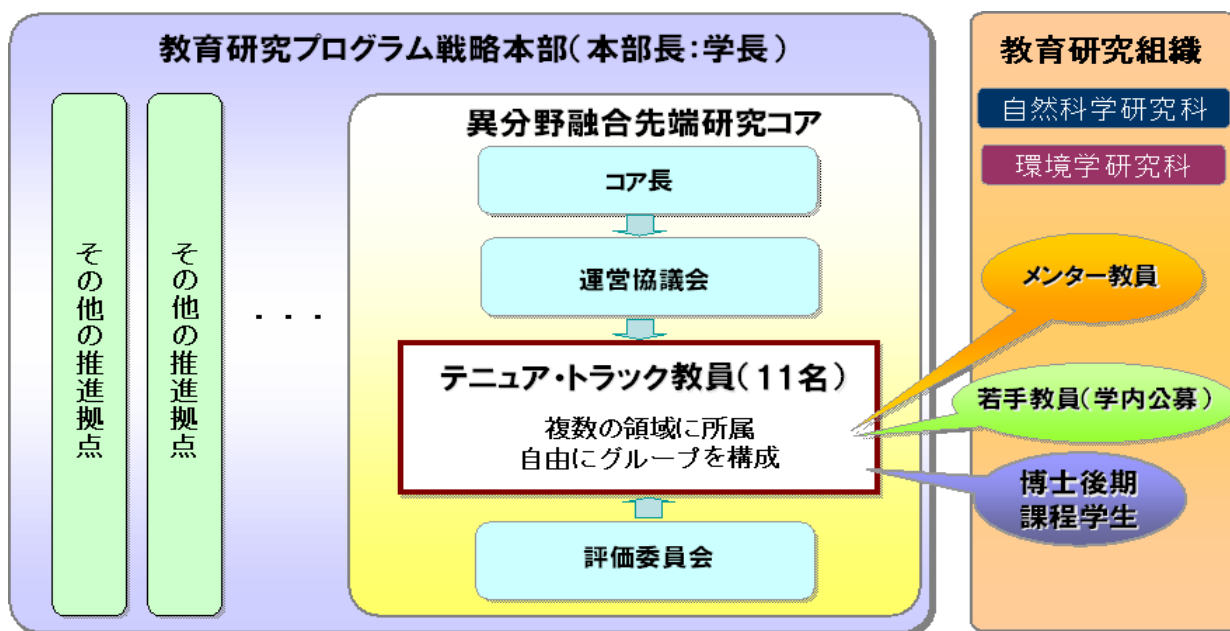 教育研究プログラム戦略本部(本部長:学長)
その他の推進拠点
その他の推進拠点
・・・
異分野融合先端研究コア
コア長
運営協議会
テニュア・トラック教員(11名)
複数の領域に所属
自由にグループを構成
評価委員会
教育研究組織
自然科学研究科
環境学研究科
メンター教員
若手教員(学内公募)
博士後期
課程学生